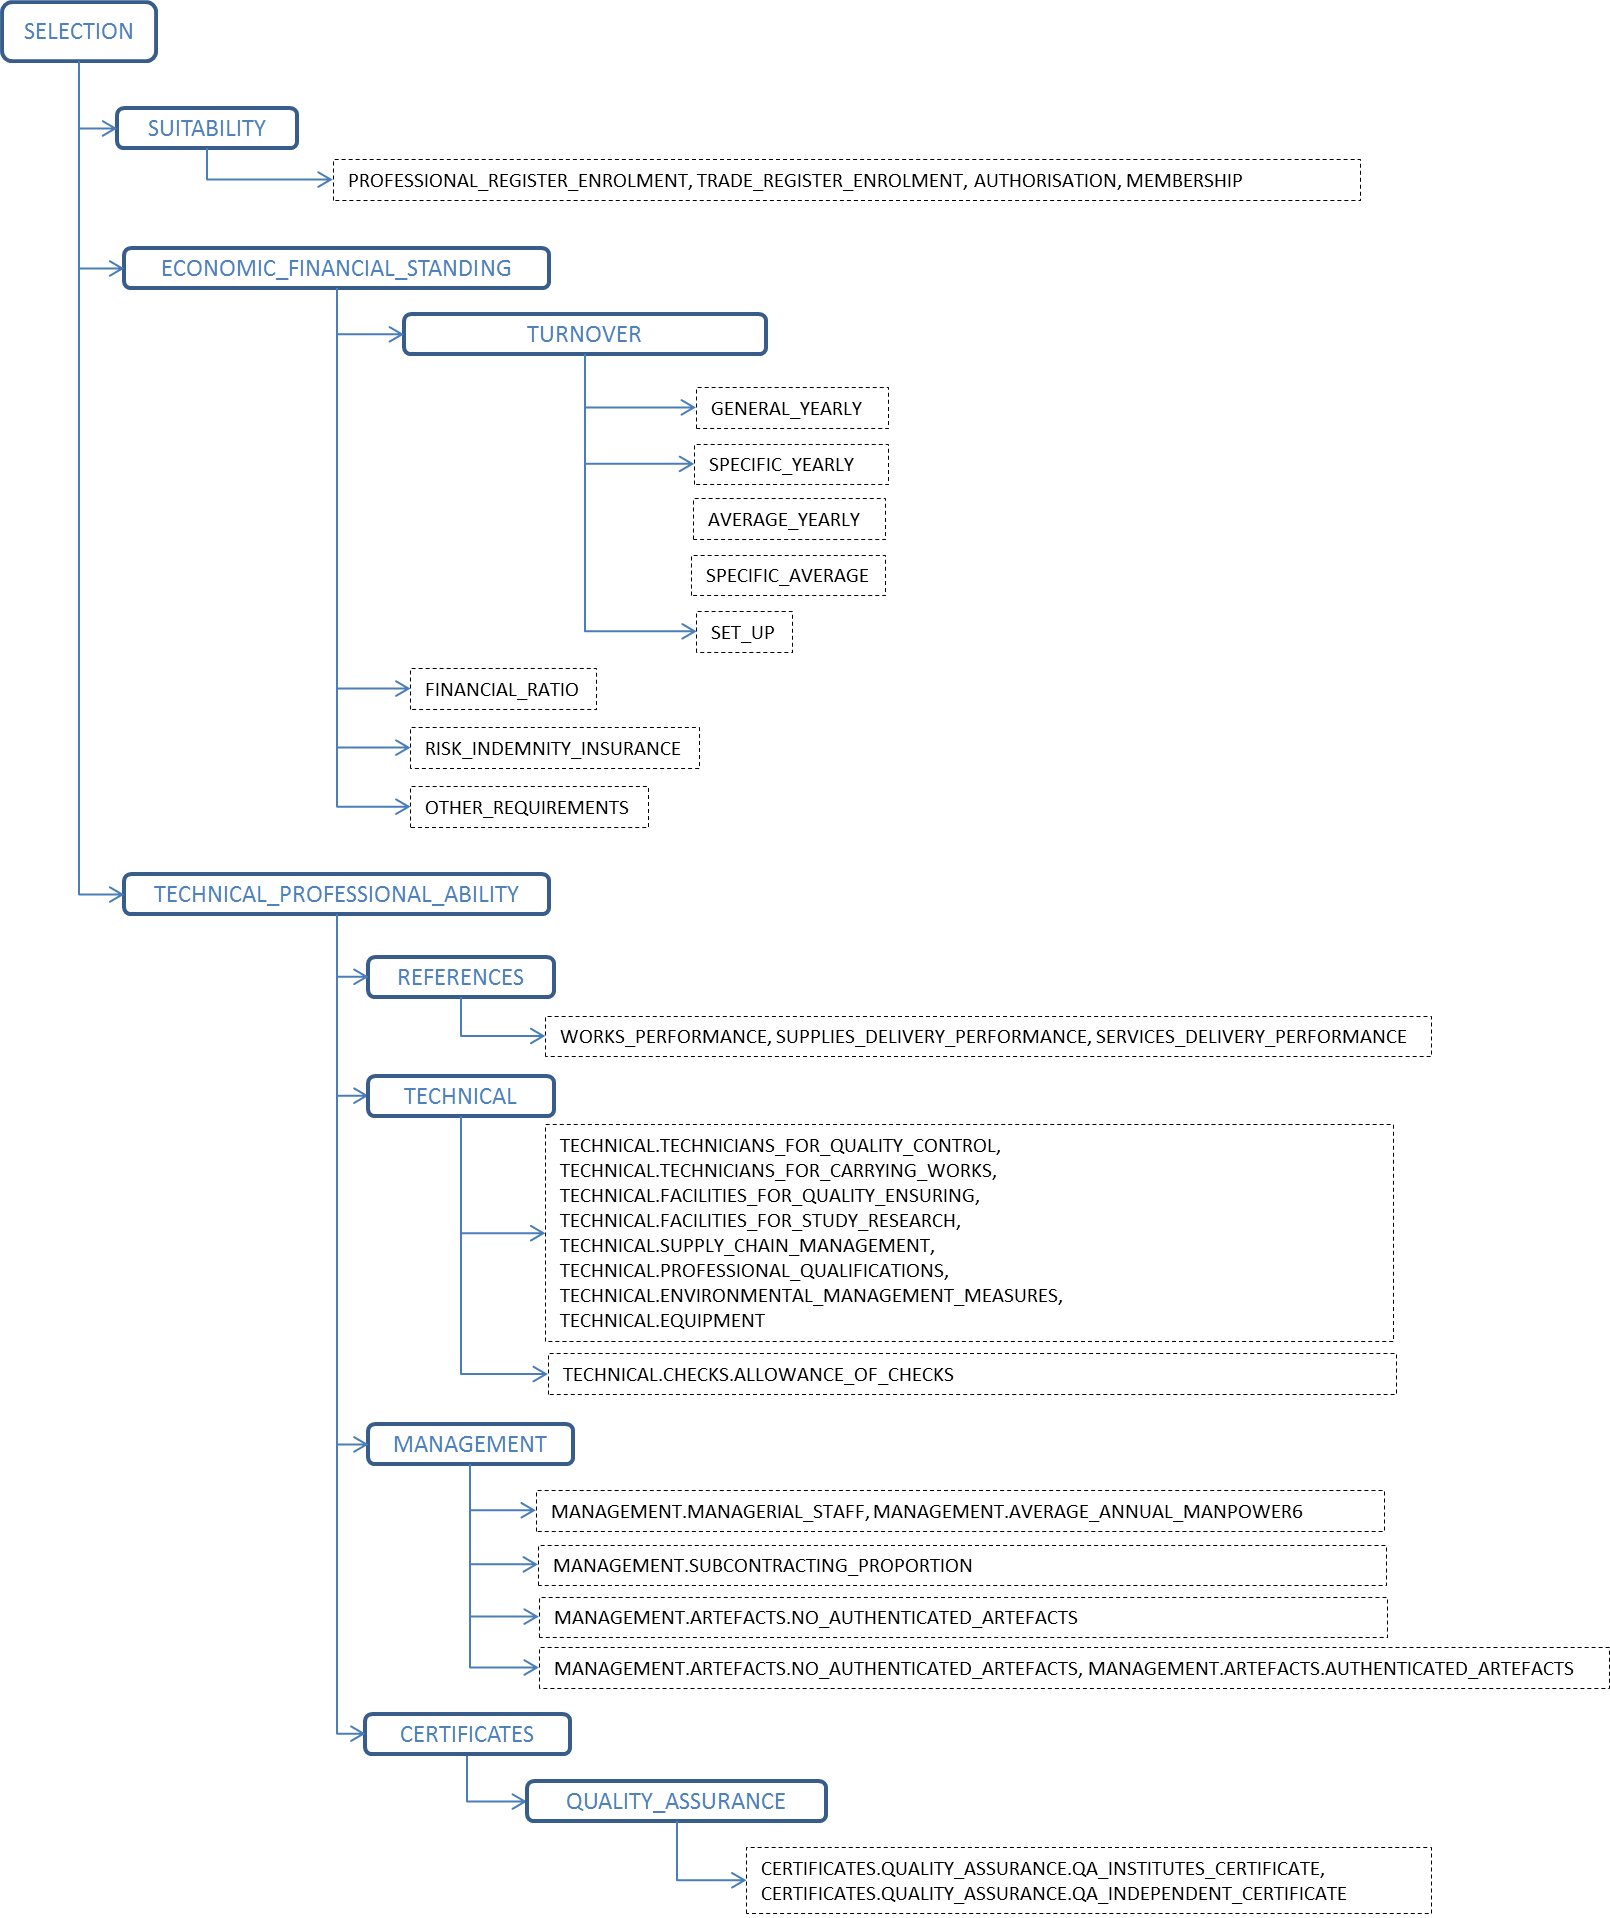 SELECTION
SUITABILITY
PROFESSIONAL_REGISTER_ENROLMENT, TRADE_REGISTER_ENROLMENT, AUTHORISATION, MEMBERSHIP
ECONOMIC_FINANCIAL_STANDING
TURNOVER
GENERAL_YEARLY
SPECIFIC_YEARLY
AVERAGE_YEARLY
SPECIFIC_AVERAGE
SET_UP
FINANCIAL_RATIO
RISK_INDEMNITY_INSURANCE
OTHER_REQUIREMENTS
TECHNICAL_PROFESSIONAL_ABILITY
REFERENCES
WORKS_PERFORMANCE, SUPPLIES_DELIVERY_PERFORMANCE, SERVICES_DELIVERY_PERFORMANCE
TECHNICAL
TECHNICAL.TECHNICIANS_FOR_QUALITY_CONTROL,
TECHNICAL.TECHNICIANS_FOR_CARRYING_WORKS,
TECHNICAL.FACILITIES_FOR_QUALITY_ENSURING,
TECHNICAL.FACILITIES_FOR_STUDY_RESEARCH,
TECHNICAL.SUPPLY_CHAIN_MANAGEMENT,
TECHNICAL.PROFESSIONAL_QUALIFICATIONS,
TECHNICAL.ENVIRONMENTAL_MANAGEMENT_MEASURES,
TECHNICAL.EQUIPMENT
TECHNICAL.CHECKS.ALLOWANCE_OF_CHECKS
MANAGEMENT
MANAGEMENT.MANAGERIAL_STAFF, MANAGEMENT.AVERAGE_ANNUAL_MANPOWER6
MANAGEMENT.SUBCONTRACTING_PROPORTION
MANAGEMENT.ARTEFACTS.NO_AUTHENTICATED_ARTEFACTS
MANAGEMENT.ARTEFACTS.NO_AUTHENTICATED_ARTEFACTS, MANAGEMENT.ARTEFACTS.AUTHENTICATED_ARTEFACTS
CERTIFICATES
QUALITY_ASSURANCE
CERTIFICATES.QUALITY_ASSURANCE.QA_INSTITUTES_CERTIFICATE,
CERTIFICATES.QUALITY_ASSURANCE.QA_INDEPENDENT_CERTIFICATE